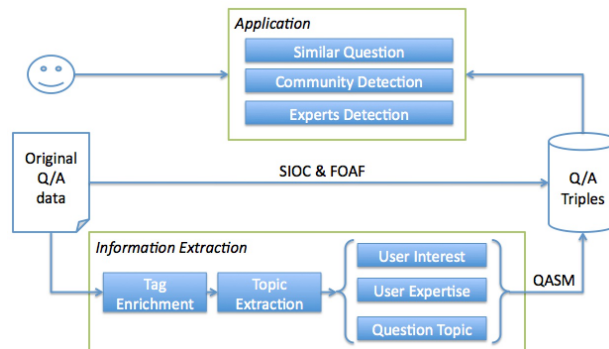 Application
Similar Question
Community Detection
Experts Detection
Original
Q/A
data
SIOC & FOAF
Q/A
Triples
Information Extraction
Tag
Enrichment
Topic
Extraction
User Interest
User Expertise
Question Topic
QASM